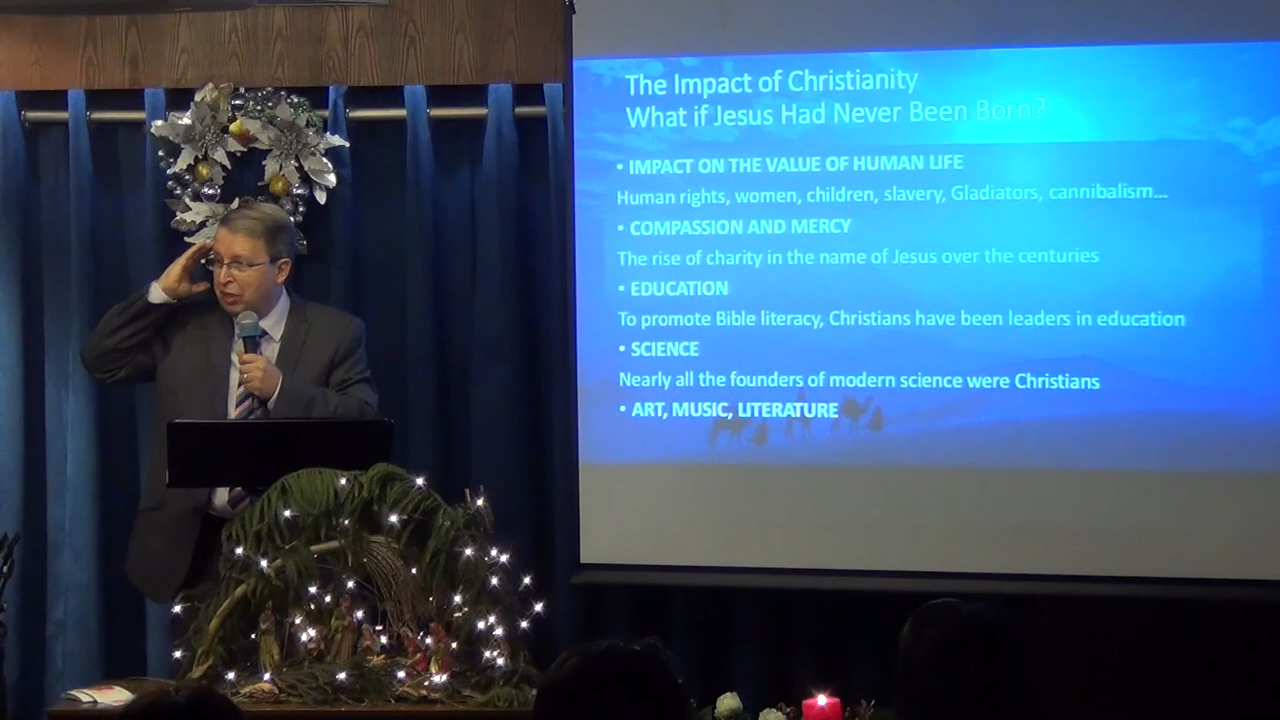 The Impact of Christianity
What if Jesus Had Never Been Born?
• IMPACT ON THE VALUE OF HUMAN LIFE
Human rights, women, children, slavery, Gladiators, cannibalism...
• COMPASSION AND MERCY
The rise of charity in the name of Jesus over the centuries
• EDUCATION
To promote Bible literacy, Christians have been leaders in education
• SCIENCE
Nearly all the founders of modern science were Christians
• ART, MUSIC, LITERATURE